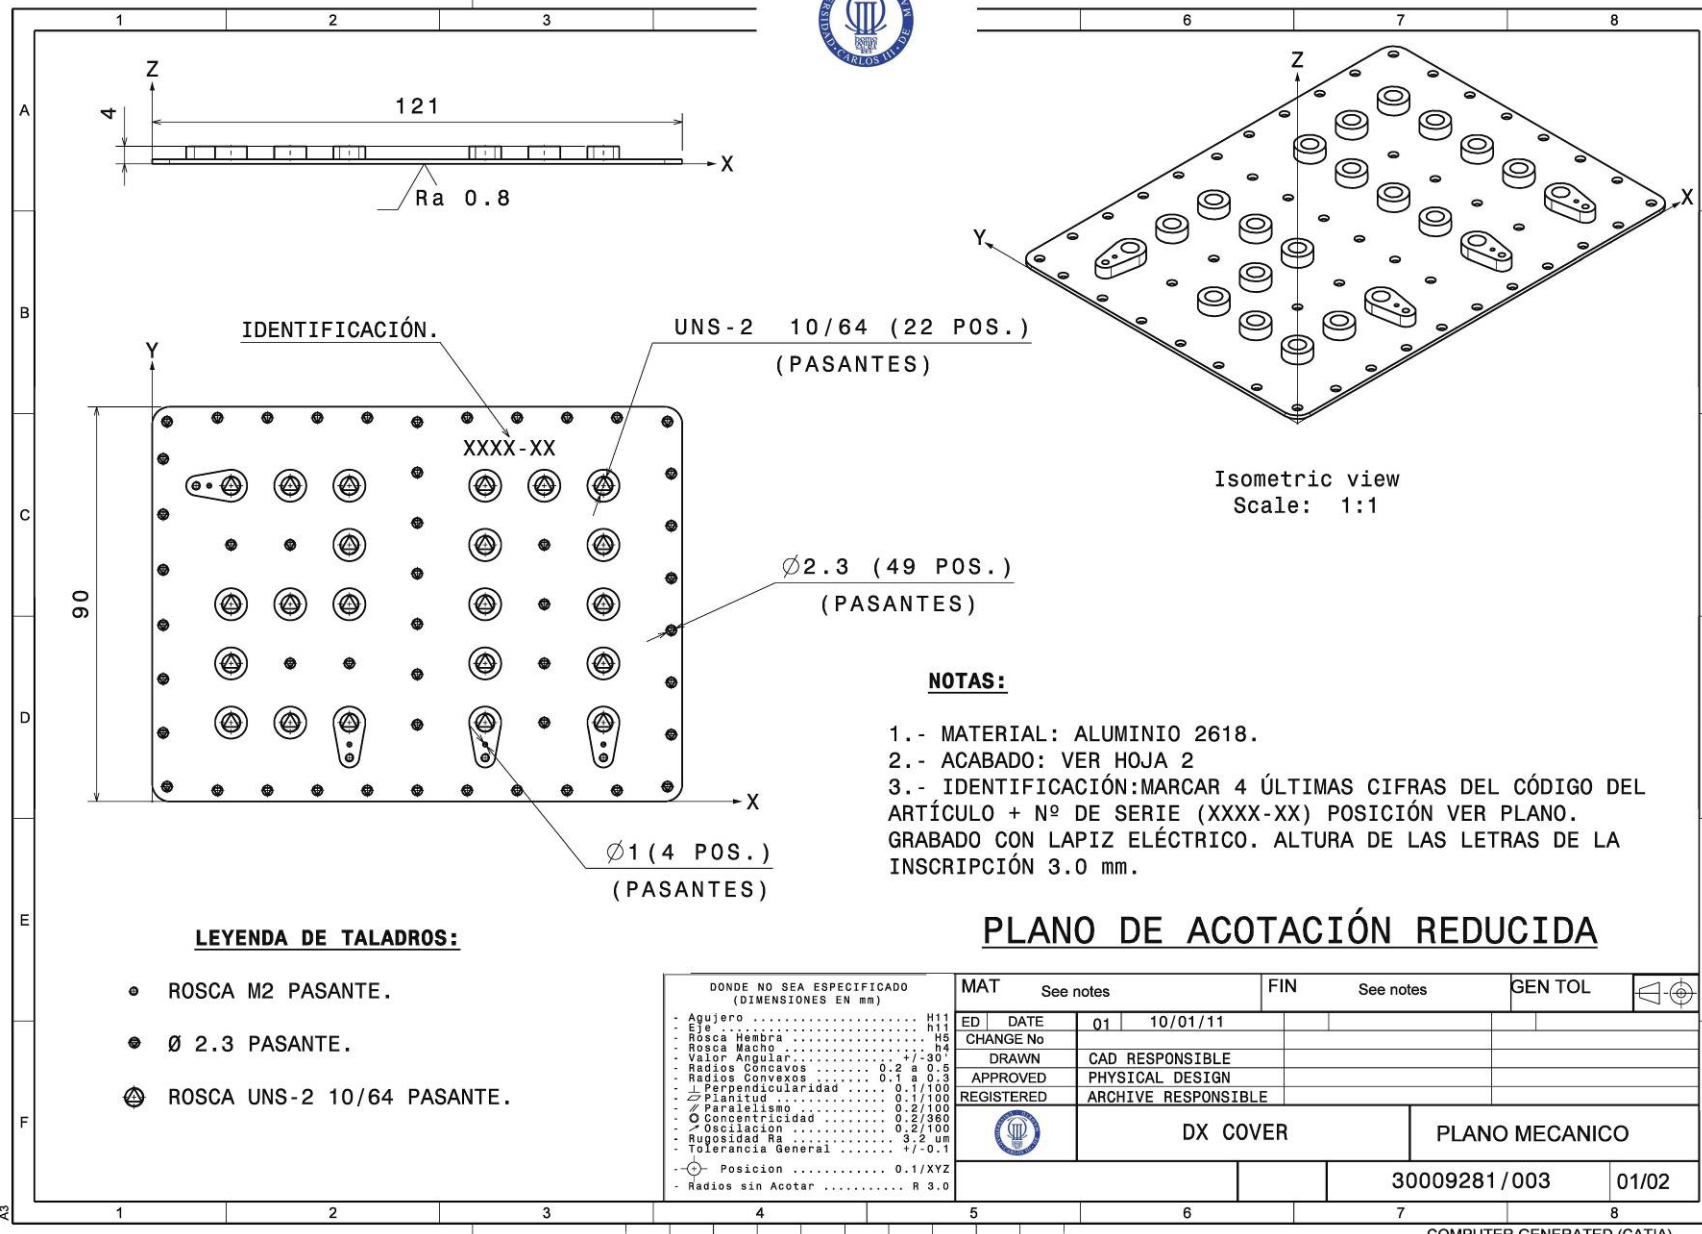 1 2 3 6 7 8
UNIVERSIDAD · CARLOS III · DE MA
A
B
C
D
E
F
Z
4
121
X
Ra 0.8
Z
X
Y
Isometric view
Scale: 1:1
IDENTIFICACIÓN.
UNS-2 10/64 (22 POS.)
(PASANTES)
Y
XXXX-XX
90
Ø2.3 (49 POS.)
(PASANTES)
X
Ø1(4 POS.)
(PASANTES)
NOTAS:
1.- MATERIAL: ALUMINIO 2618.
2.- ACABADO: VER HOJA 2
3.- IDENTIFICACIÓN:MARCAR 4 ÚLTIMAS CIFRAS DEL CÓDIGO DEL
ARTÍCULO + Nº DE SERIE (XXXX-XX) POSICIÓN VER PLANO.
GRABADO CON LAPIZ ELÉCTRICO. ALTURA DE LAS LETRAS DE LA
INSCRIPCIÓN 3.0 mm.
PLANO DE ACOTACIÓN REDUCIDA
LEYENDA DE TALADROS:
ROSCA M2 PASANTE.
Ø 2.3 PASANTE.
ROSCA UNS-2 10/64 PASANTE.
DONDE NO SEA ESPECIFICADO
(DIMENSIONES EN mm)
- Agujero .................... H11
- Eje ....................... h11
- Rosca Hembra ............... H5
- Rosca Macho ................ h4
- Valor Angular........... +/-30'
- Radios Concavos ....... 0.2 a 0.5
- Radios Convexos ....... 0.1 a 0.3
- ⊥ Perpendicularidad .... 0.1/100
- ▱ Planitud ............. 0.1/100
- ⫽ Paralelismo .......... 0.2/100
- ◎ Concentricidad ....... 0.2/360
- ↗ Oscilacion ........... 0.2/100
- Rugosidad Ra ........... 3.2 um
- Tolerancia General ...... +/-0.1
- ⌖ Posicion ........... 0.1/XYZ
- Radios sin Acotar .......... R 3.0
MAT See notes FIN See notes GEN TOL
ED DATE 01 10/01/11
CHANGE No
DRAWN CAD RESPONSIBLE
APPROVED PHYSICAL DESIGN
REGISTERED ARCHIVE RESPONSIBLE
DX COVER PLANO MECANICO
30009281/003 01/02
1 2 3 4 5 6 7 8
A3
COMPUTER GENERATED (CATIA)